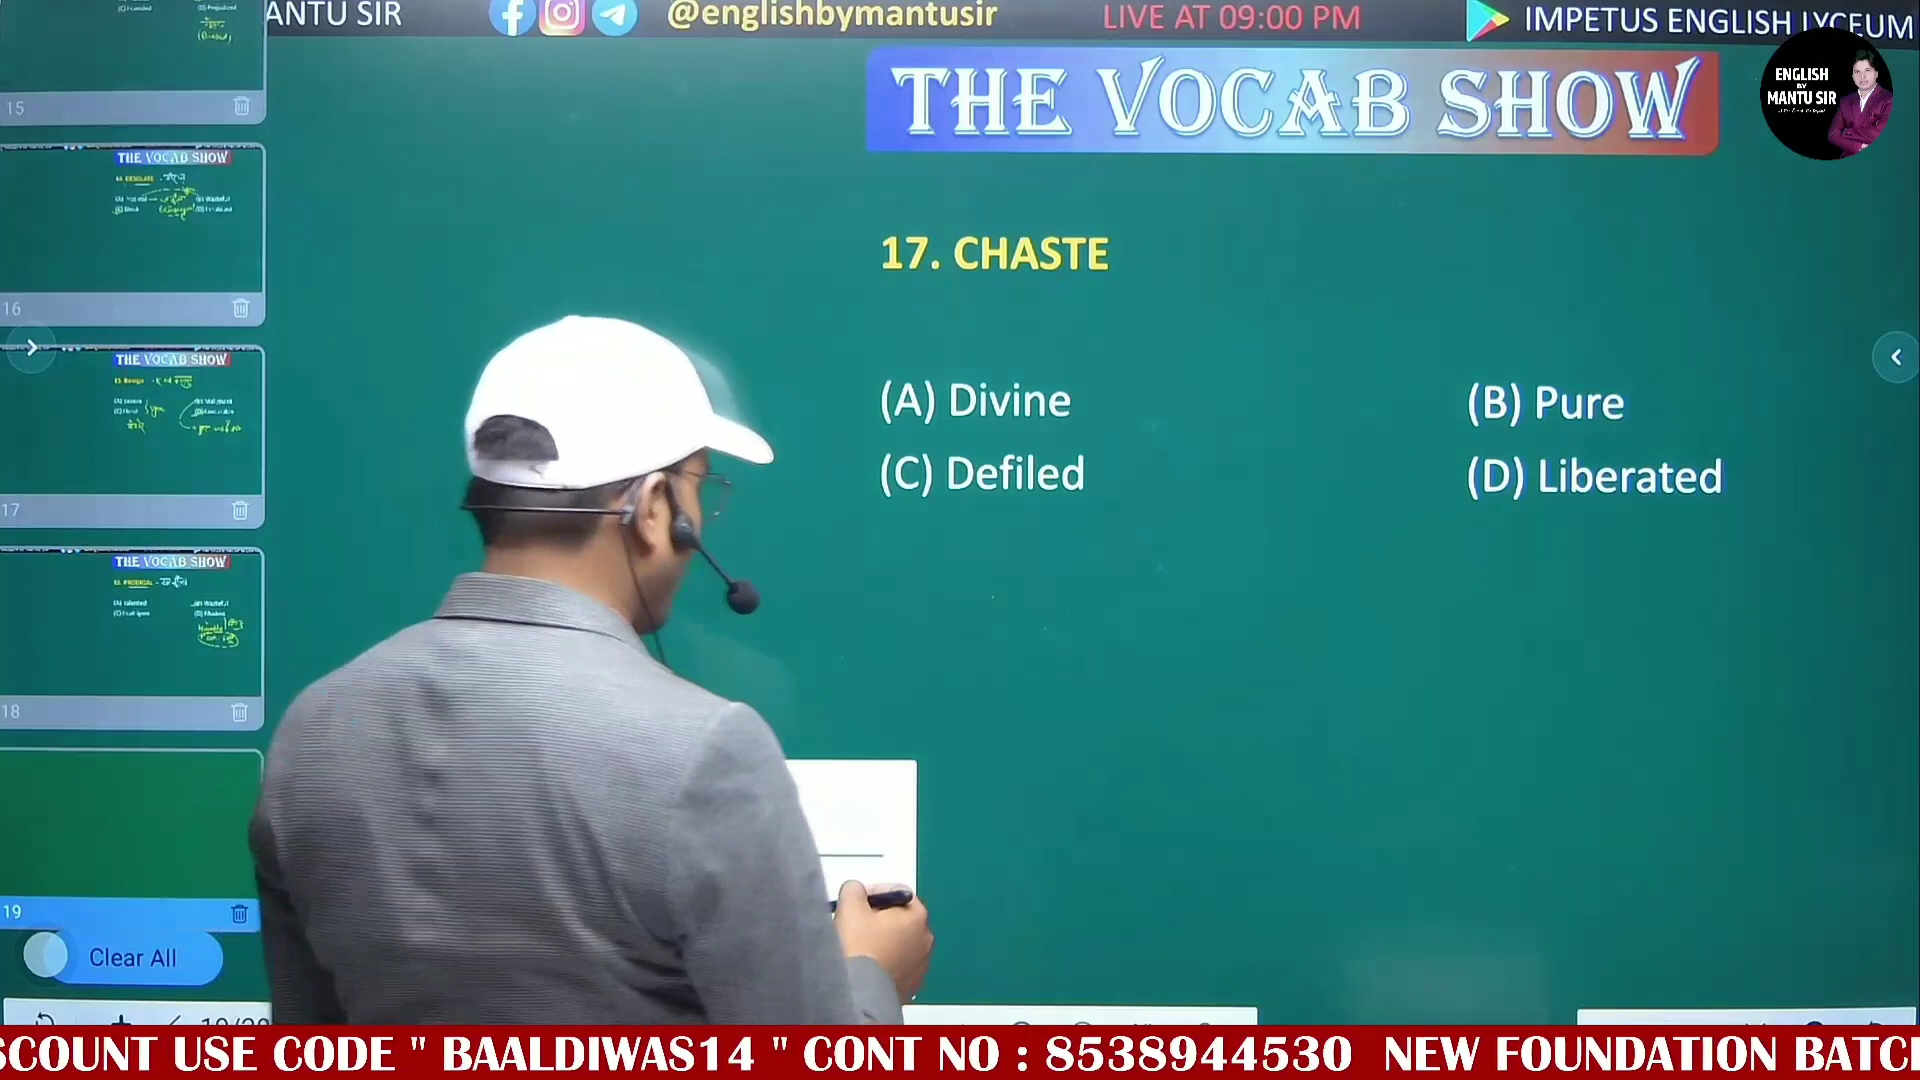 ANTU SIR
@englishbymantusir
LIVE AT 09:00 PM
IMPETUS ENGLISH LYCEUM
ENGLISH
BY
MANTU SIR
THE VOCAB SHOW
17. CHASTE
(A) Divine
(B) Pure
(C) Defiled
(D) Liberated
15
THE VOCAB SHOW
16
THE VOCAB SHOW
17
THE VOCAB SHOW
18
19
Clear All
SCOUNT USE CODE " BAALDIWAS14 " CONT NO : 8538944530 NEW FOUNDATION BATC